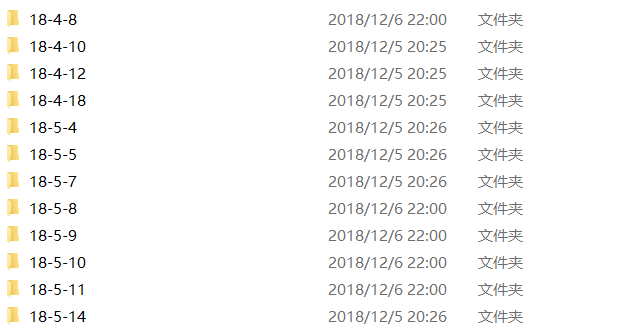 18-4-8 2018/12/6 22:00 文件夹
18-4-10 2018/12/5 20:25 文件夹
18-4-12 2018/12/5 20:25 文件夹
18-4-18 2018/12/5 20:25 文件夹
18-5-4 2018/12/5 20:26 文件夹
18-5-5 2018/12/5 20:26 文件夹
18-5-7 2018/12/5 20:26 文件夹
18-5-8 2018/12/6 22:00 文件夹
18-5-9 2018/12/6 22:00 文件夹
18-5-10 2018/12/6 22:00 文件夹
18-5-11 2018/12/6 22:00 文件夹
18-5-14 2018/12/5 20:26 文件夹